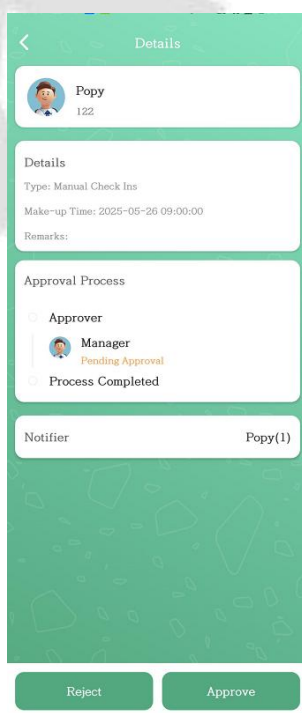 Details
Popy
122
Details
Type: Manual Check Ins
Make-up Time: 2025-05-26 09:00:00
Remarks:
Approval Process
Approver
Manager
Pending Approval
Process Completed
Notifier Popy(1)
Reject Approve